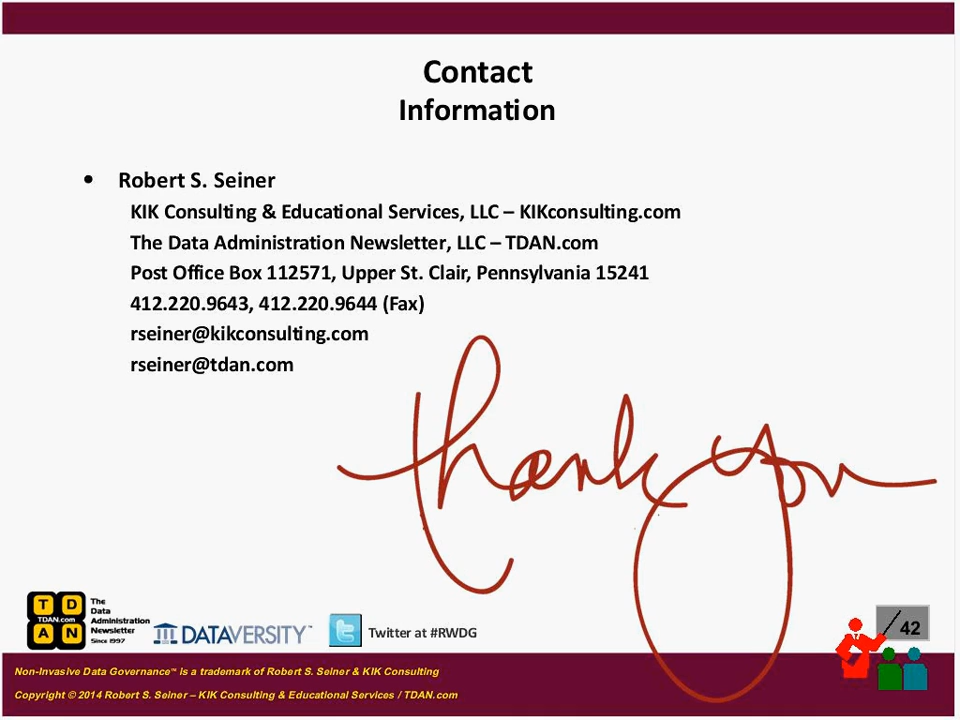 Contact
Information
• Robert S. Seiner
KIK Consulting & Educational Services, LLC – KIKconsulting.com
The Data Administration Newsletter, LLC – TDAN.com
Post Office Box 112571, Upper St. Clair, Pennsylvania 15241
412.220.9643, 412.220.9644 (Fax)
rseiner@kikconsulting.com
rseiner@tdan.com
Thank you
T D
TDAN.com
A N
The
Data
Administration
Newsletter
Since 1997
DATAVERSITY™
Twitter at #RWDG
42
Non-Invasive Data Governance™ is a trademark of Robert S. Seiner & KIK Consulting
Copyright © 2014 Robert S. Seiner – KIK Consulting & Educational Services / TDAN.com